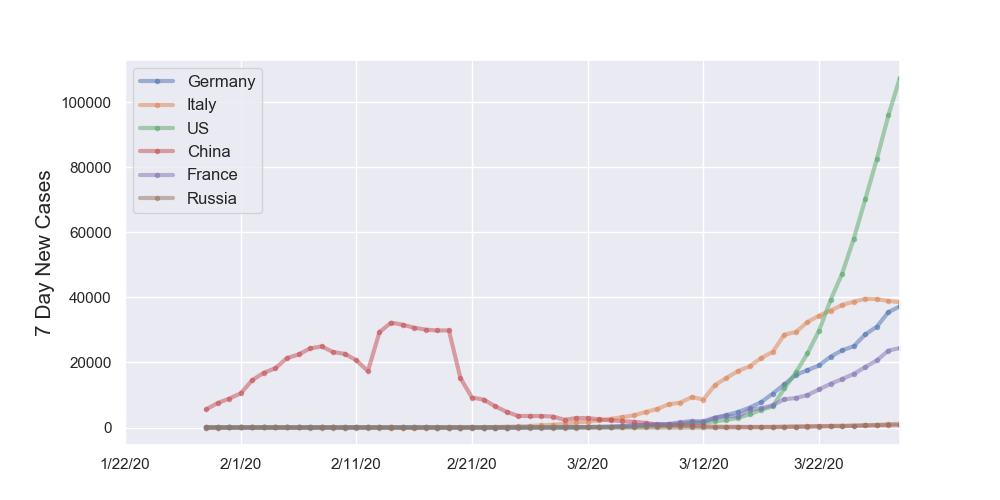 Germany
Italy
US
China
France
Russia
7 Day New Cases
100000
80000
60000
40000
20000
0
1/22/20 2/1/20 2/11/20 2/21/20 3/2/20 3/12/20 3/22/20